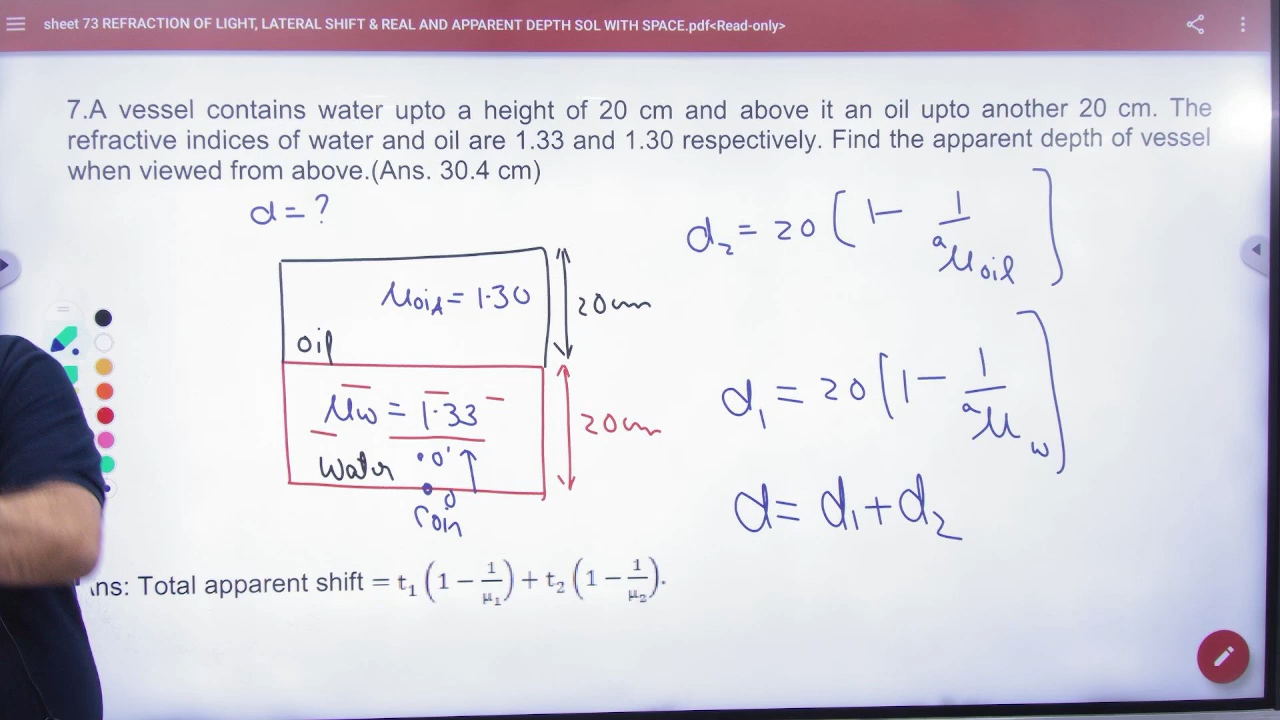 sheet 73 REFRACTION OF LIGHT, LATERAL SHIFT & REAL AND APPARENT DEPTH SOL WITH SPACE.pdf<Read-only>
7.A vessel contains water upto a height of 20 cm and above it an oil upto another 20 cm. The
refractive indices of water and oil are 1.33 and 1.30 respectively. Find the apparent depth of vessel
when viewed from above.(Ans. 30.4 cm)
d = ?
μoil = 1.30
oil
20cm
μw = 1.33
water
O'
O
Coin
20cm
d₂ = 20 (1 - 1/ᵃμoil]
d₁ = 20 [1 - 1/ᵃμw]
d = d₁ + d₂
ns: Total apparent shift = t₁ (1 − 1/μ₁) + t₂ (1 − 1/μ₂).